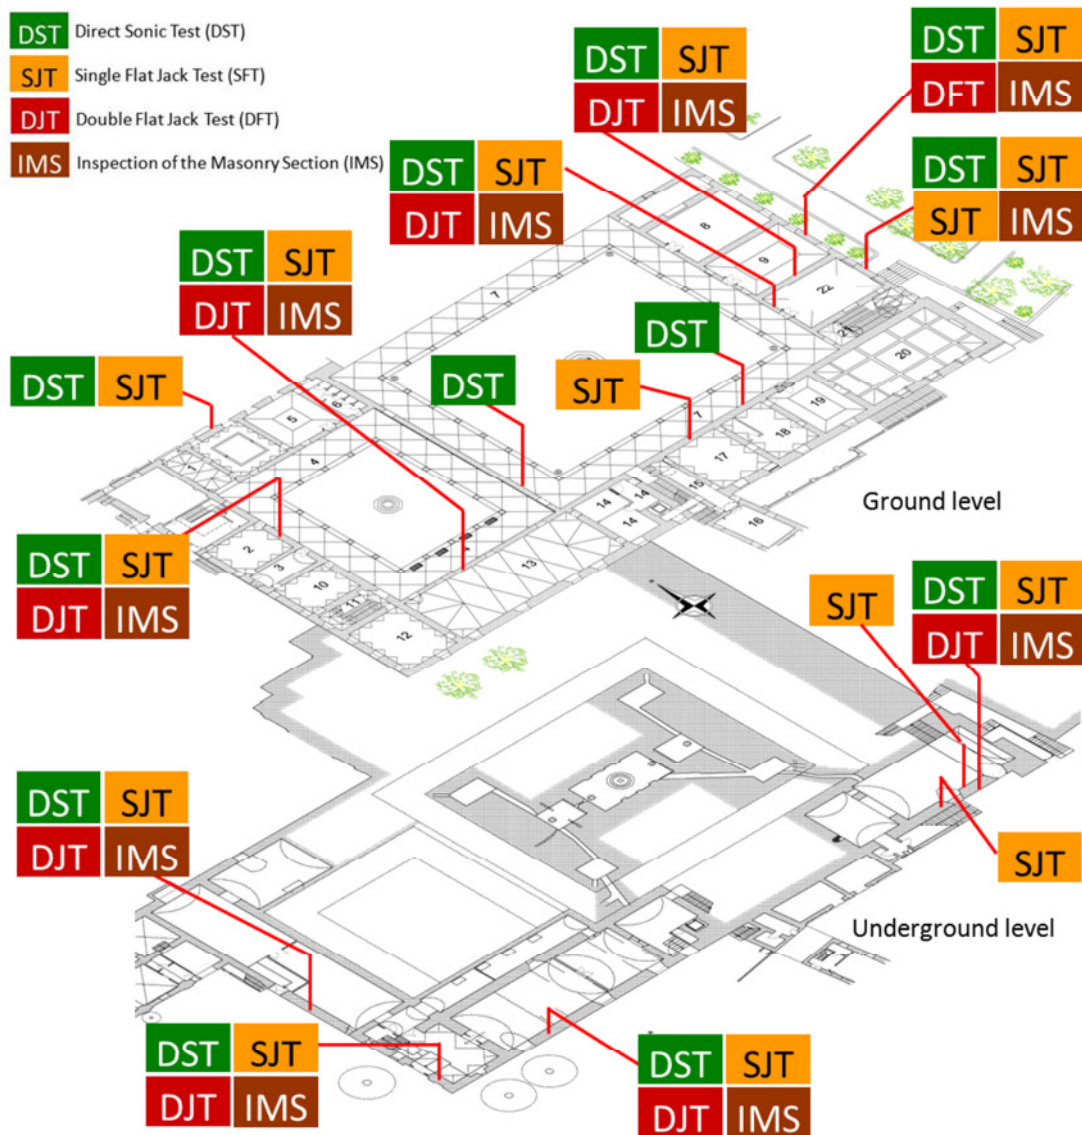 DST Direct Sonic Test (DST)
SJT Single Flat Jack Test (SFT)
DJT Double Flat Jack Test (DFT)
IMS Inspection of the Masonry Section (IMS)
DST SJT
DJT IMS
DST SJT
DFT IMS
DST SJT
DJT IMS
DST SJT
SJT IMS
DST SJT
DJT IMS
DST
DST
SJT
DST SJT
DST SJT
DJT IMS
7
8
9
22
21
20
19
18
7
17
15
16
14
14
14
13
6
5
1
4
2
3
10
11
12
Ground level
SJT
DST SJT
DJT IMS
SJT
DST SJT
DJT IMS
Underground level
DST SJT
DJT IMS
DST SJT
DJT IMS